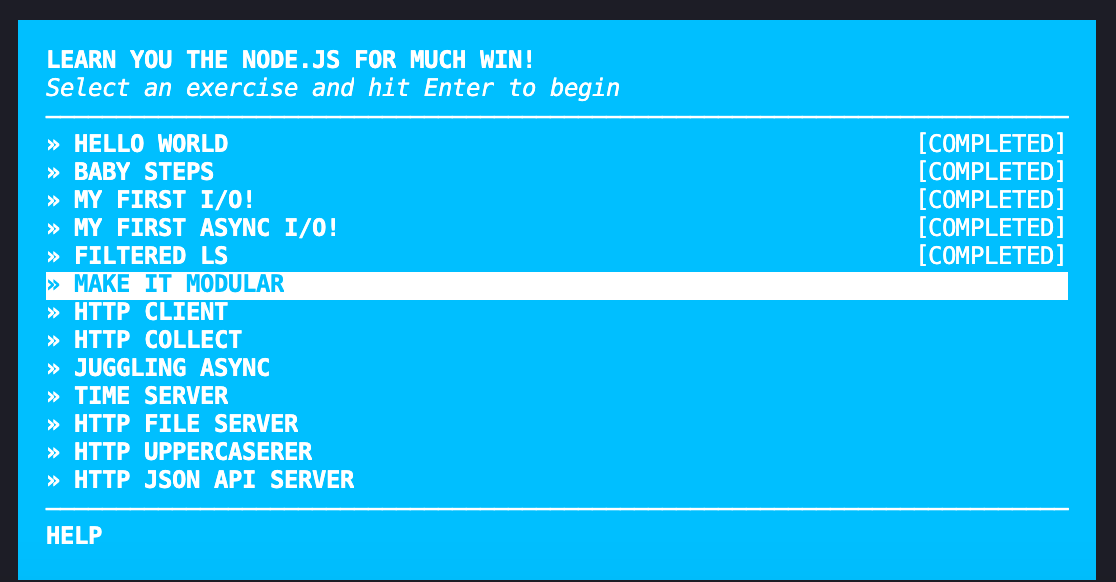 LEARN YOU THE NODE.JS FOR MUCH WIN!
Select an exercise and hit Enter to begin
» HELLO WORLD [COMPLETED]
» BABY STEPS [COMPLETED]
» MY FIRST I/O! [COMPLETED]
» MY FIRST ASYNC I/O! [COMPLETED]
» FILTERED LS [COMPLETED]
» MAKE IT MODULAR
» HTTP CLIENT
» HTTP COLLECT
» JUGGLING ASYNC
» TIME SERVER
» HTTP FILE SERVER
» HTTP UPPERCASERER
» HTTP JSON API SERVER
HELP